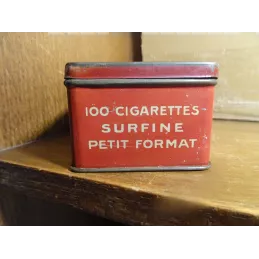 100 CIGARETTES
SURFINE
PETIT FORMAT